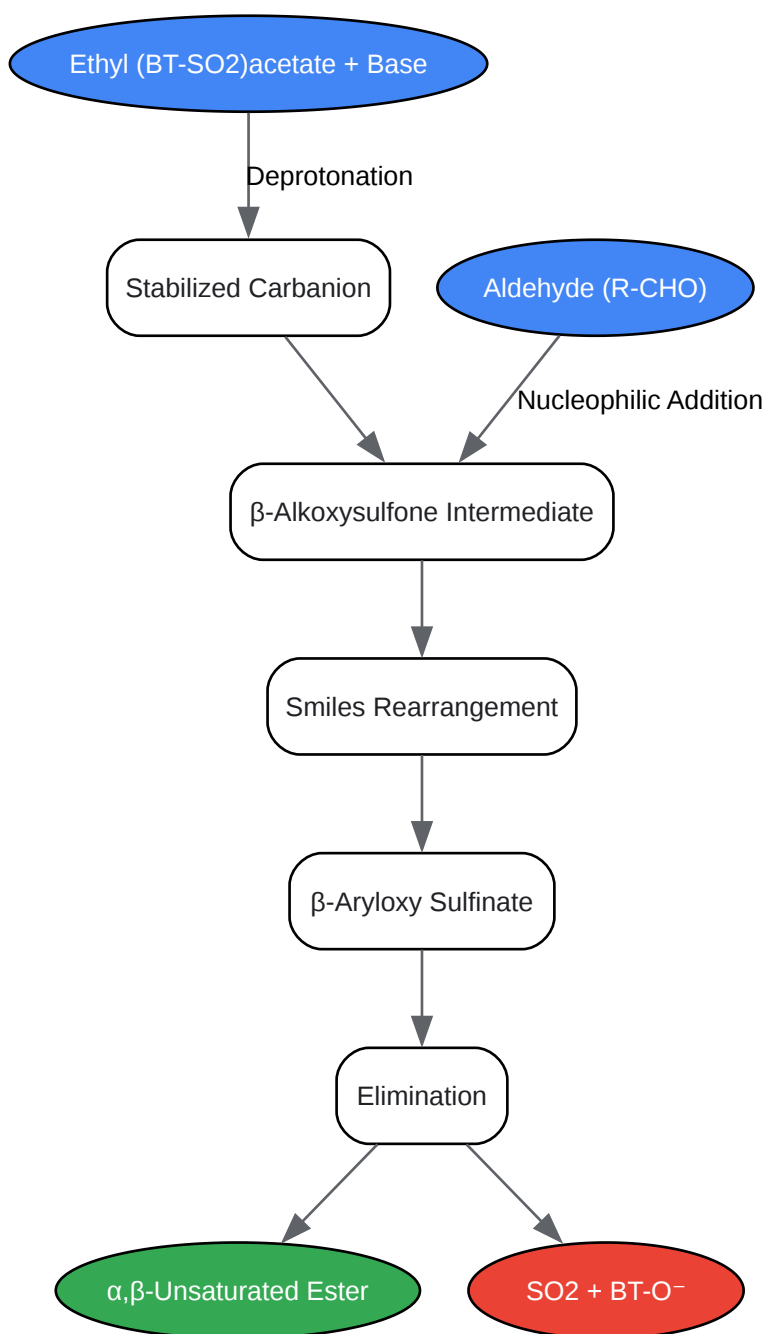 Ethyl (BT-SO2)acetate + Base
Deprotonation
Stabilized Carbanion
Aldehyde (R-CHO)
Nucleophilic Addition
β-Alkoxysulfone Intermediate
Smiles Rearrangement
β-Aryloxy Sulfinate
Elimination
α,β-Unsaturated Ester
SO2 + BT-O⁻